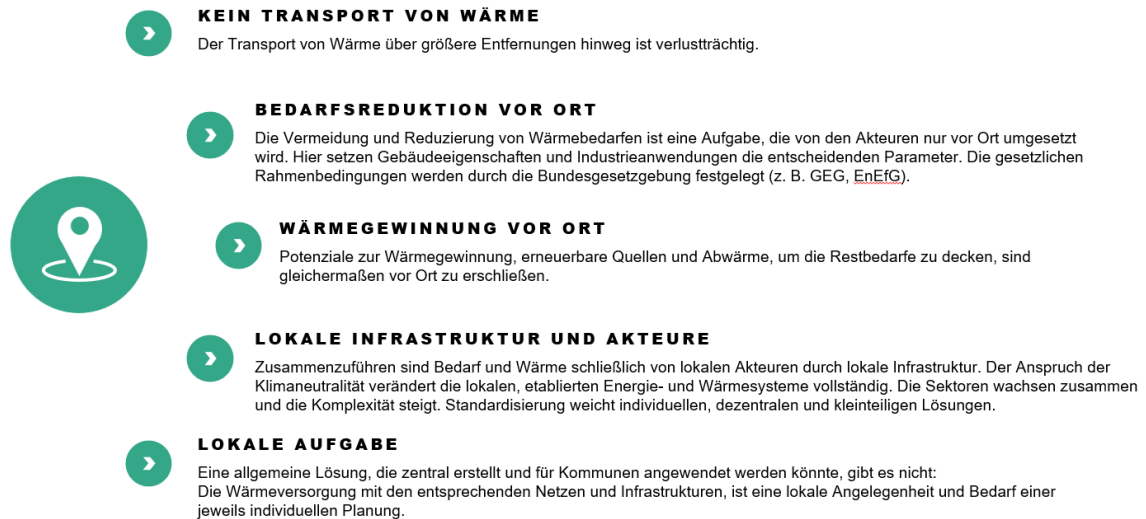 KEIN TRANSPORT VON WÄRME
Der Transport von Wärme über größere Entfernungen hinweg ist verlustträchtig.
BEDARFSREDUKTION VOR ORT
Die Vermeidung und Reduzierung von Wärmebedarfen ist eine Aufgabe, die von den Akteuren nur vor Ort umgesetzt
wird. Hier setzen Gebäudeeigenschaften und Industrieanwendungen die entscheidenden Parameter. Die gesetzlichen
Rahmenbedingungen werden durch die Bundesgesetzgebung festgelegt (z. B. GEG, EnEfG).
WÄRMEGEWINNUNG VOR ORT
Potenziale zur Wärmegewinnung, erneuerbare Quellen und Abwärme, um die Restbedarfe zu decken, sind
gleichermaßen vor Ort zu erschließen.
LOKALE INFRASTRUKTUR UND AKTEURE
Zusammenzuführen sind Bedarf und Wärme schließlich von lokalen Akteuren durch lokale Infrastruktur. Der Anspruch der
Klimaneutralität verändert die lokalen, etablierten Energie- und Wärmesysteme vollständig. Die Sektoren wachsen zusammen
und die Komplexität steigt. Standardisierung weicht individuellen, dezentralen und kleinteiligen Lösungen.
LOKALE AUFGABE
Eine allgemeine Lösung, die zentral erstellt und für Kommunen angewendet werden könnte, gibt es nicht:
Die Wärmeversorgung mit den entsprechenden Netzen und Infrastrukturen, ist eine lokale Angelegenheit und Bedarf einer
jeweils individuellen Planung.